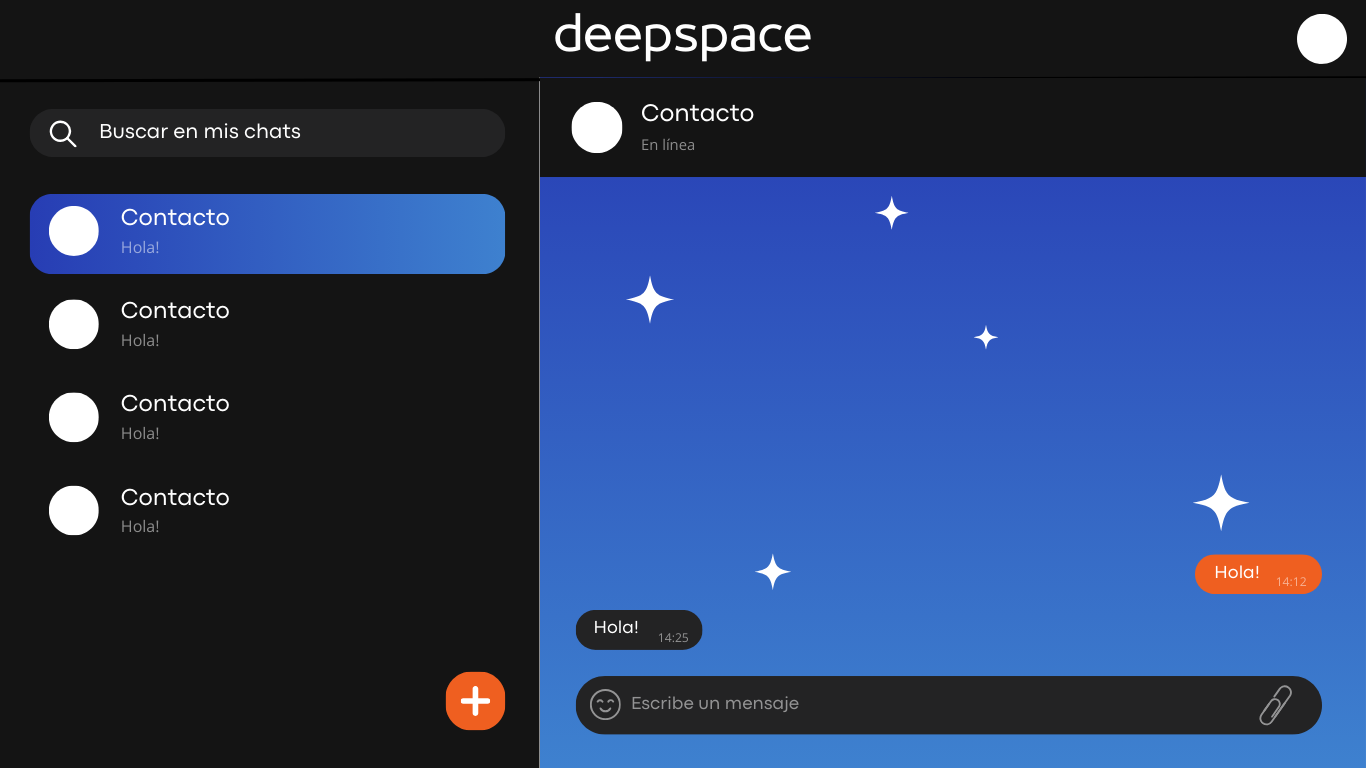 deepspace
Buscar en mis chats
Contacto
Hola!
Contacto
Hola!
Contacto
Hola!
Contacto
Hola!
Contacto
En línea
Hola! 14:12
Hola! 14:25
Escribe un mensaje